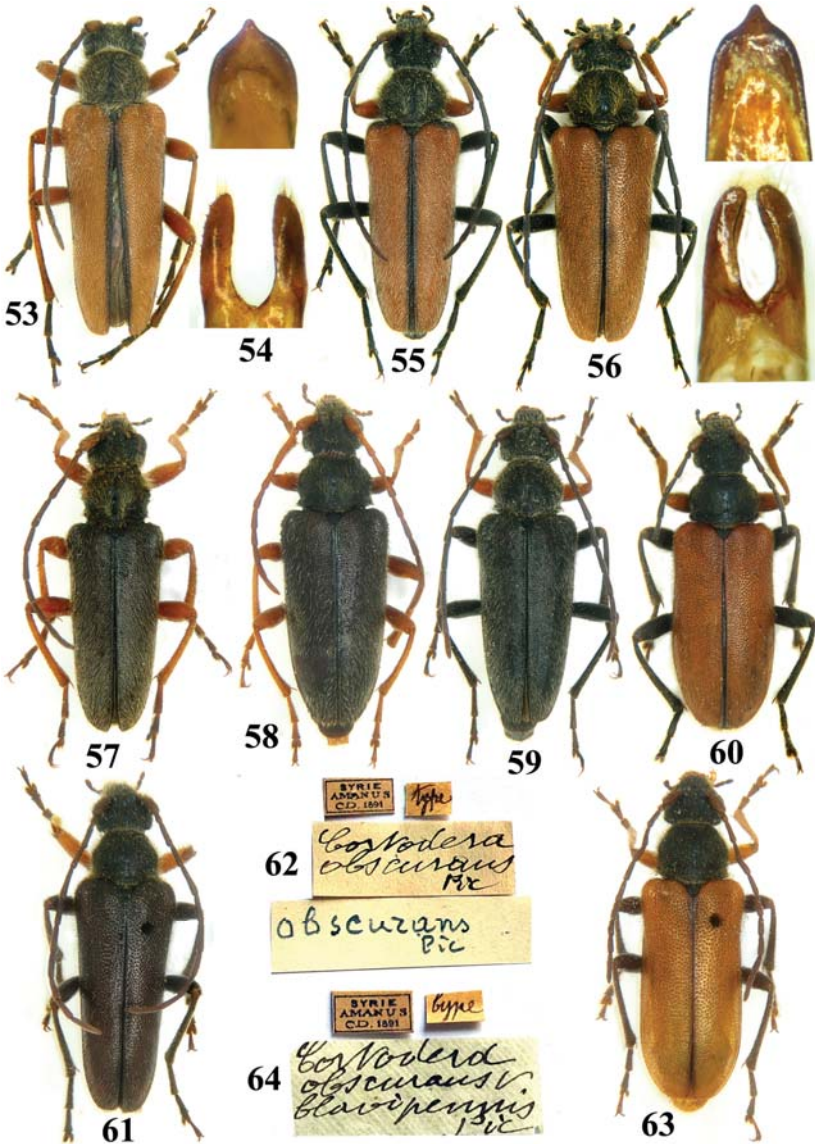 53
54
55
56
57
58
59
60
61
62
SYRIE
AMANUS
C.D. 1891
type
Cortodera
obscurans
Pic
obscurans
Pic
64
SYRIE
AMANUS
C.D. 1891
type
Cortodera
obscurans v
flavipennis
Pic
63